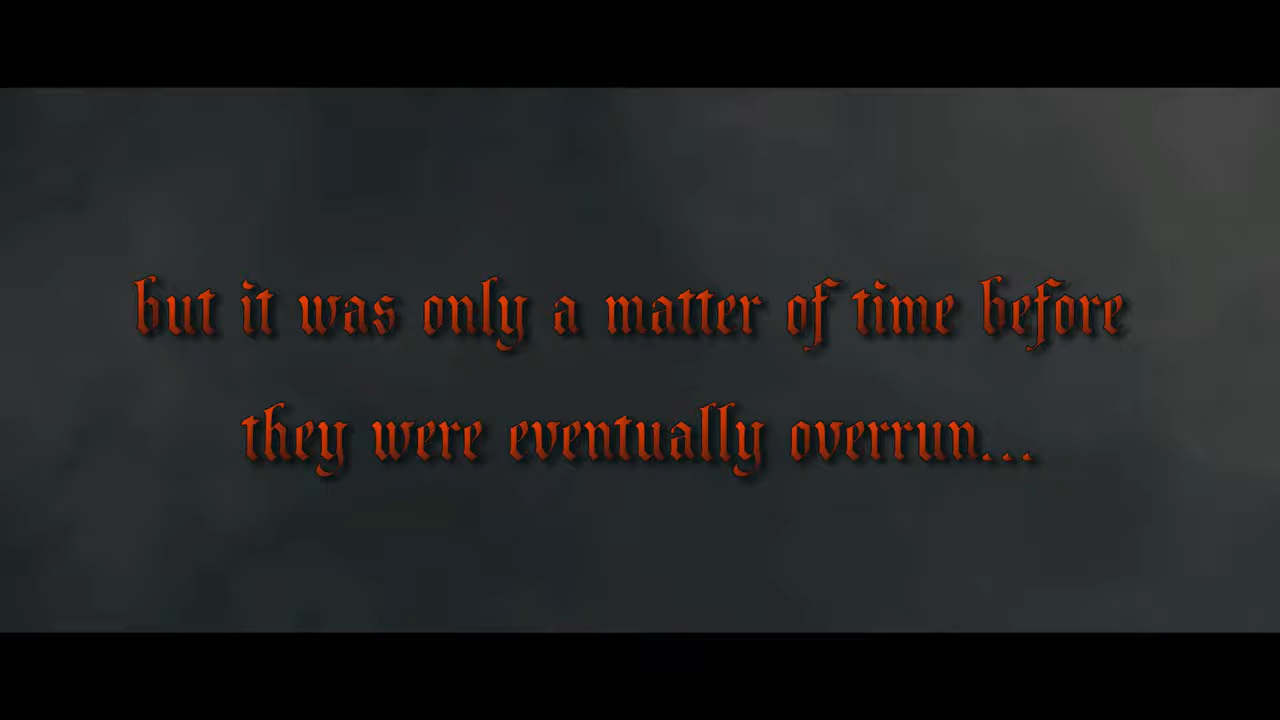 but it was only a matter of time before
they were eventually overrun...